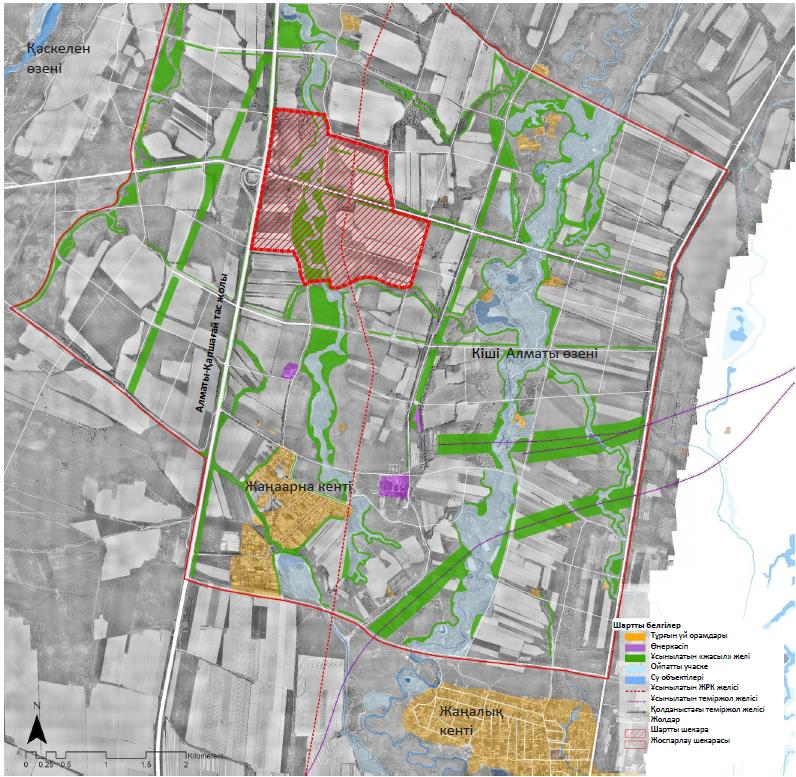 Қаскелен
өзені
Алматы-Қапшағай тас жолы
Кіші Алматы өзені
Жаңаарна кенті
Жаңалық
кенті
N
0 0.25 0.5 1 1.5 2
Kilometers
Шартты белгілер
Тұрғын үй орамдары
Өнеркәсіп
Ұсынылатын «жасыл» желі
Ойпатты учаске
Су объектілері
Ұсынылатын ЖРК желісі
Ұсынылатын теміржол желісі
Қолданыстағы теміржол желісі
Жолдар
Шартты шекара
Жоспарлау шекарасы